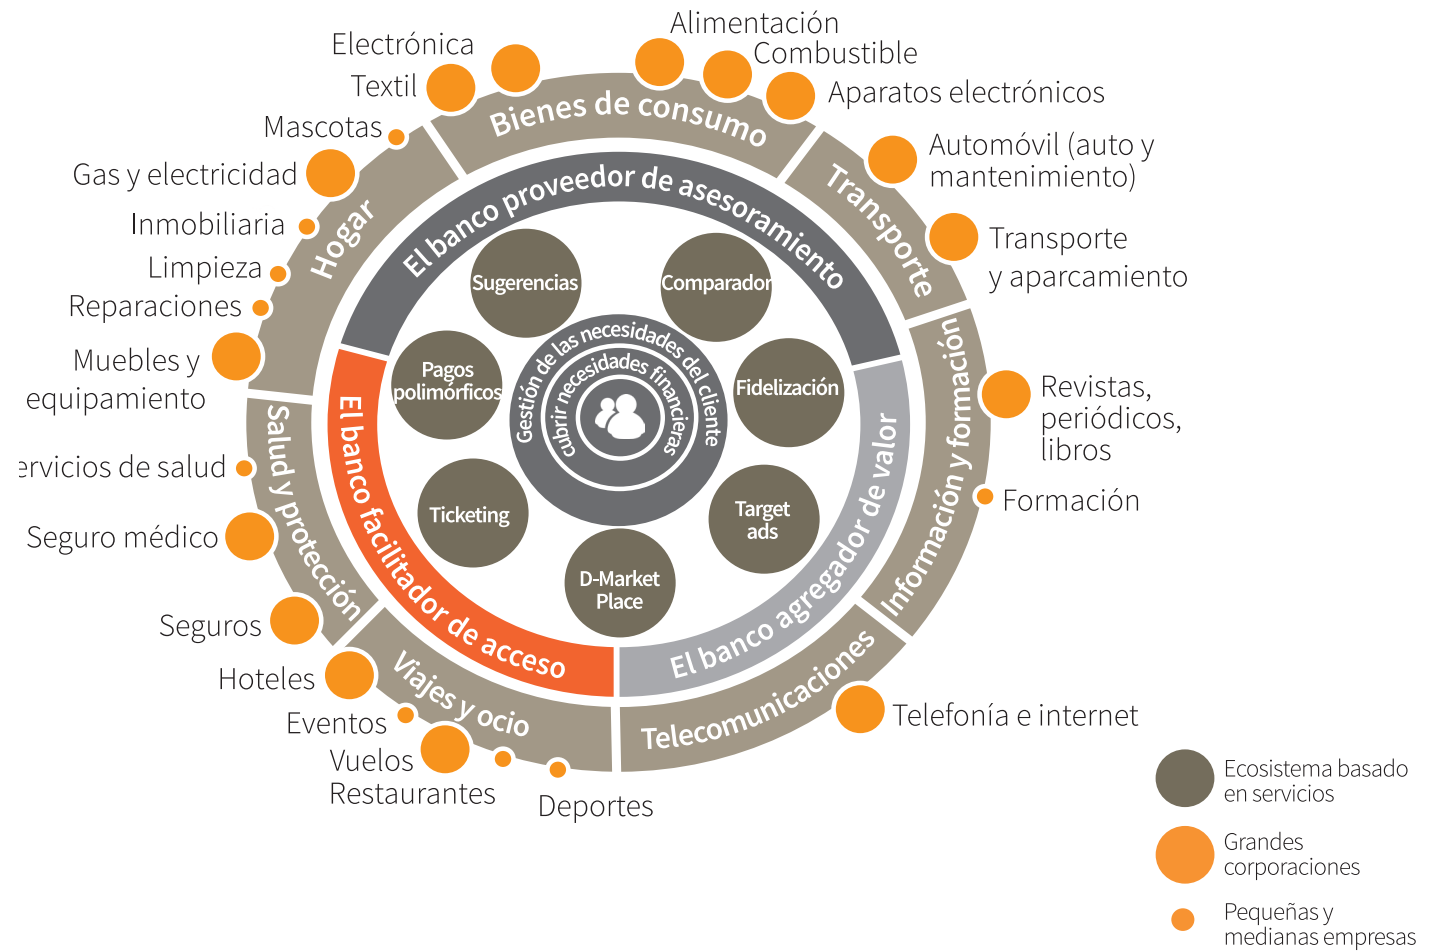 Alimentación
Electrónica
Combustible
Textil
Aparatos electrónicos
Bienes de consumo
Mascotas
Automóvil (auto y
mantenimiento)
Gas y electricidad
Transporte
Hogar
El banco proveedor de asesoramiento
Inmobiliaria
Transporte
y aparcamiento
Limpieza
Reparaciones
Sugerencias
Comparador
Muebles y
equipamiento
Pagos
polimórficos
Gestión de las necesidades del cliente
cubrir necesidades financieras
Fidelización
Información y formación
Revistas,
periódicos,
libros
Salud y protección
El banco facilitador de acceso
El banco agregador de valor
ervicios de salud
Formación
Ticketing
Target
ads
Seguro médico
D-Market
Place
Seguros
Hoteles
Viajes y ocio
Telecomunicaciones
Eventos
Telefonía e internet
Vuelos
Restaurantes
Deportes
Ecosistema basado
en servicios
Grandes
corporaciones
Pequeñas y
medianas empresas